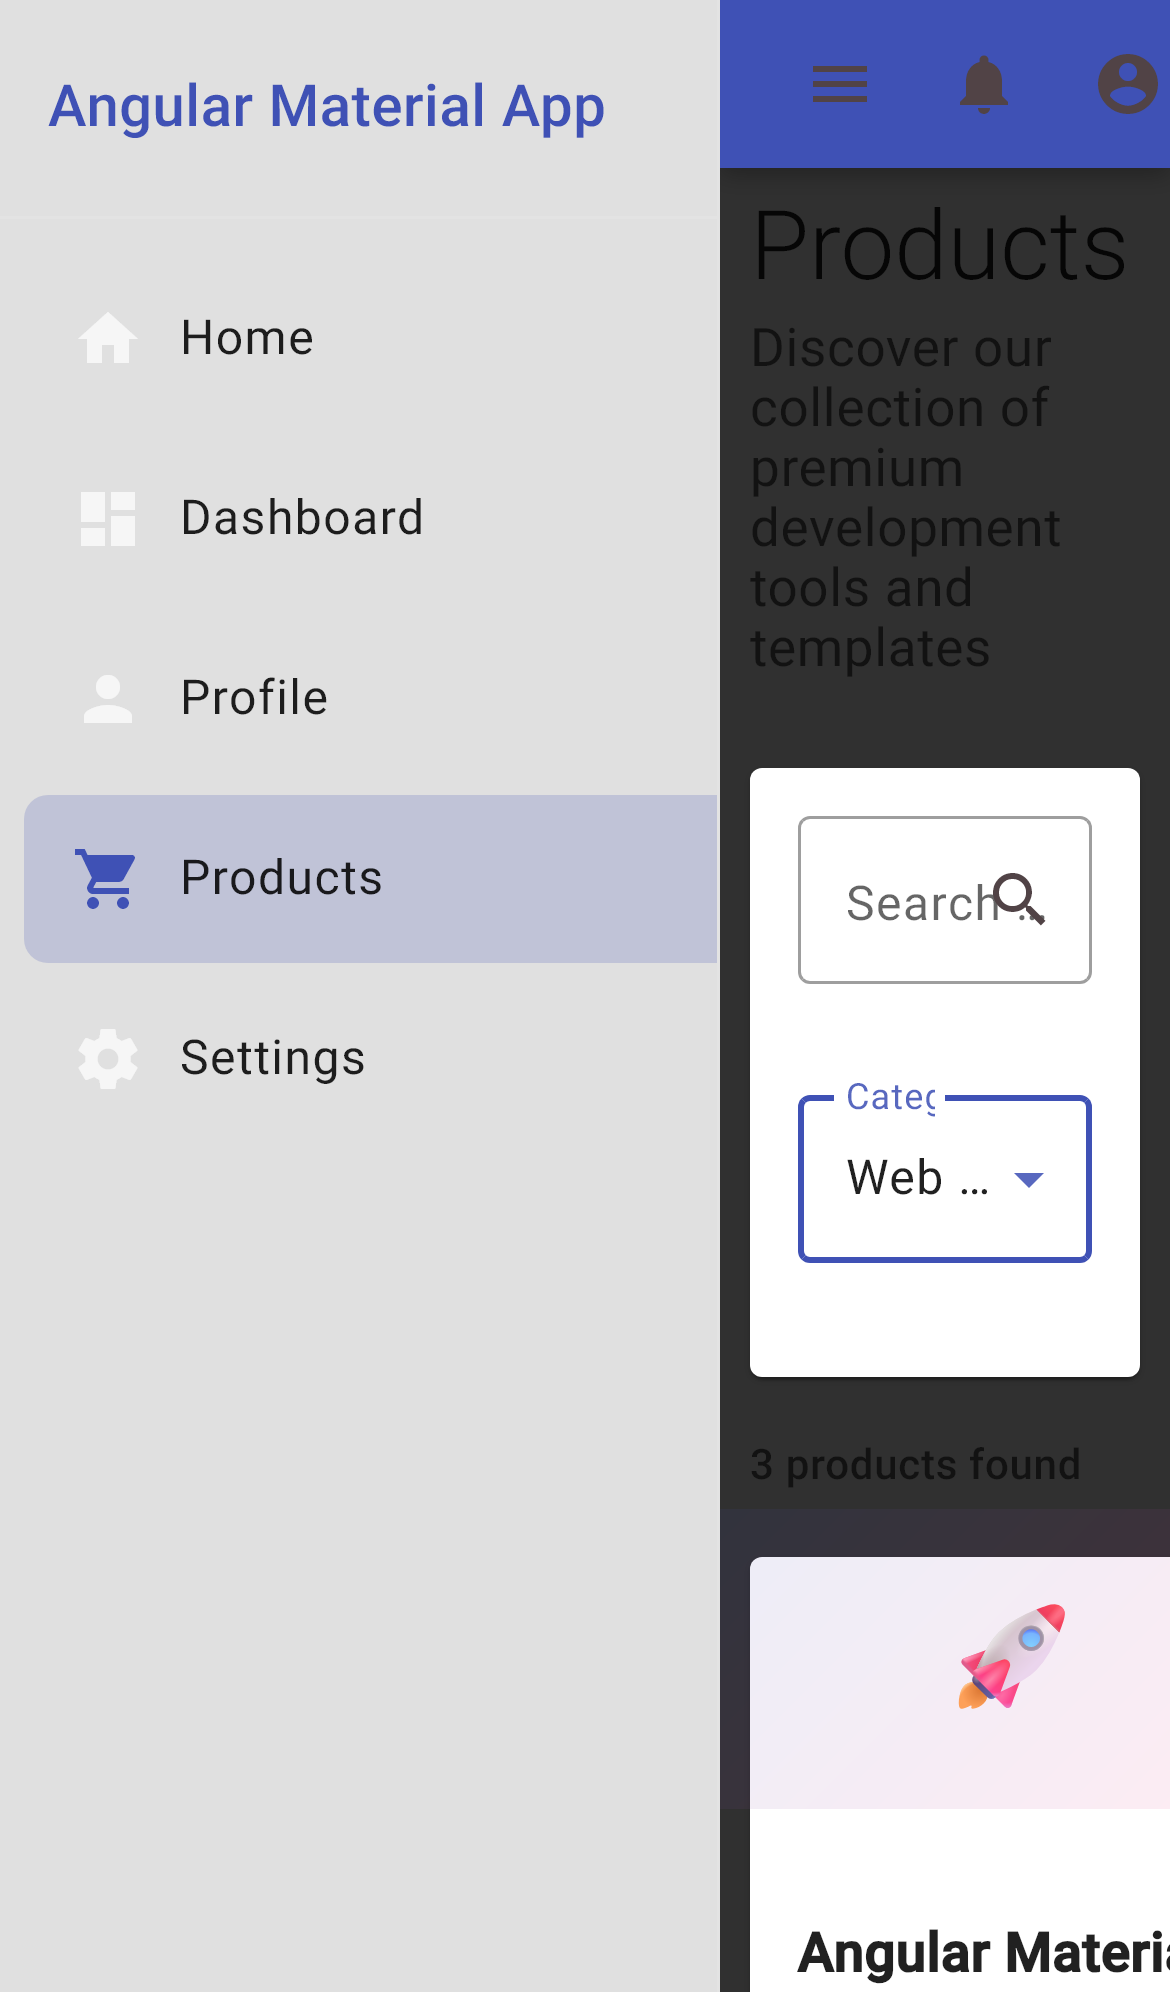 Angular Material App
Home
Dashboard
Profile
Products
Settings
Products
Discover our
collection of
premium
development
tools and
templates
Search ...
Categ
Web ...
3 products found
Angular Materia